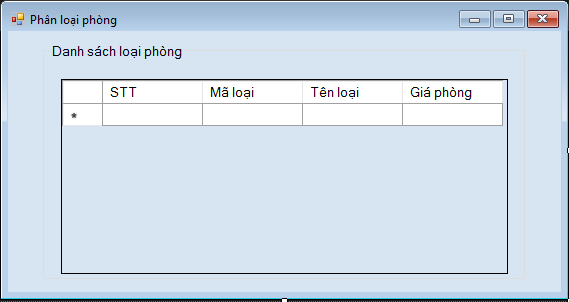 Phân loại phòng
Danh sách loại phòng
STT Mã loại Tên loại Giá phòng
*